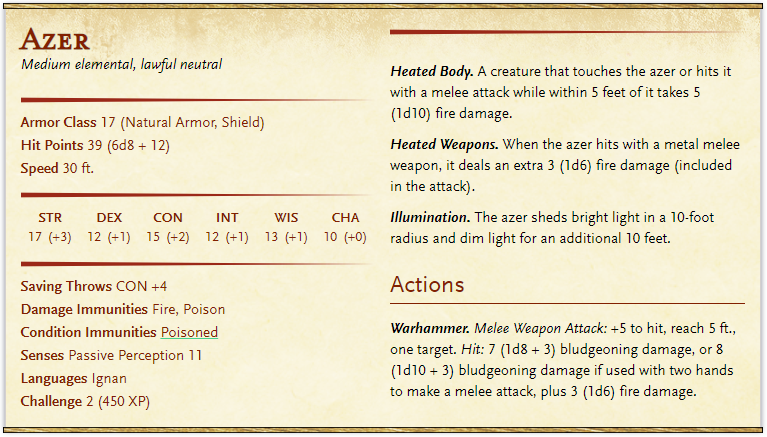 AZER
Medium elemental, lawful neutral
Armor Class 17 (Natural Armor, Shield)
Hit Points 39 (6d8 + 12)
Speed 30 ft.
STR DEX CON INT WIS CHA
17 (+3) 12 (+1) 15 (+2) 12 (+1) 13 (+1) 10 (+0)
Saving Throws CON +4
Damage Immunities Fire, Poison
Condition Immunities Poisoned
Senses Passive Perception 11
Languages Ignan
Challenge 2 (450 XP)
Heated Body. A creature that touches the azer or hits it
with a melee attack while within 5 feet of it takes 5
(1d10) fire damage.
Heated Weapons. When the azer hits with a metal melee
weapon, it deals an extra 3 (1d6) fire damage (included
in the attack).
Illumination. The azer sheds bright light in a 10-foot
radius and dim light for an additional 10 feet.
Actions
Warhammer. Melee Weapon Attack: +5 to hit, reach 5 ft.,
one target. Hit: 7 (1d8 + 3) bludgeoning damage, or 8
(1d10 + 3) bludgeoning damage if used with two hands
to make a melee attack, plus 3 (1d6) fire damage.